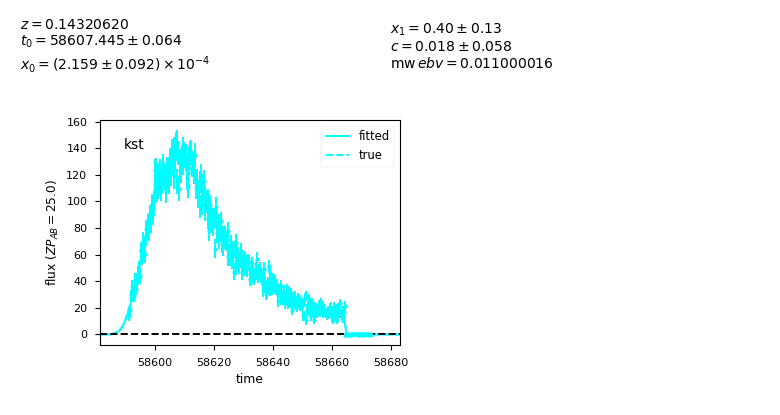 z = 0.14320620
t₀ = 58607.445 ± 0.064
x₀ = (2.159 ± 0.092) × 10⁻⁴
x₁ = 0.40 ± 0.13
c = 0.018 ± 0.058
mw ebv = 0.011000016
kst
fitted
true
160
140
120
100
80
60
40
20
0
flux (ZP_AB = 25.0)
58600 58620 58640 58660 58680
time